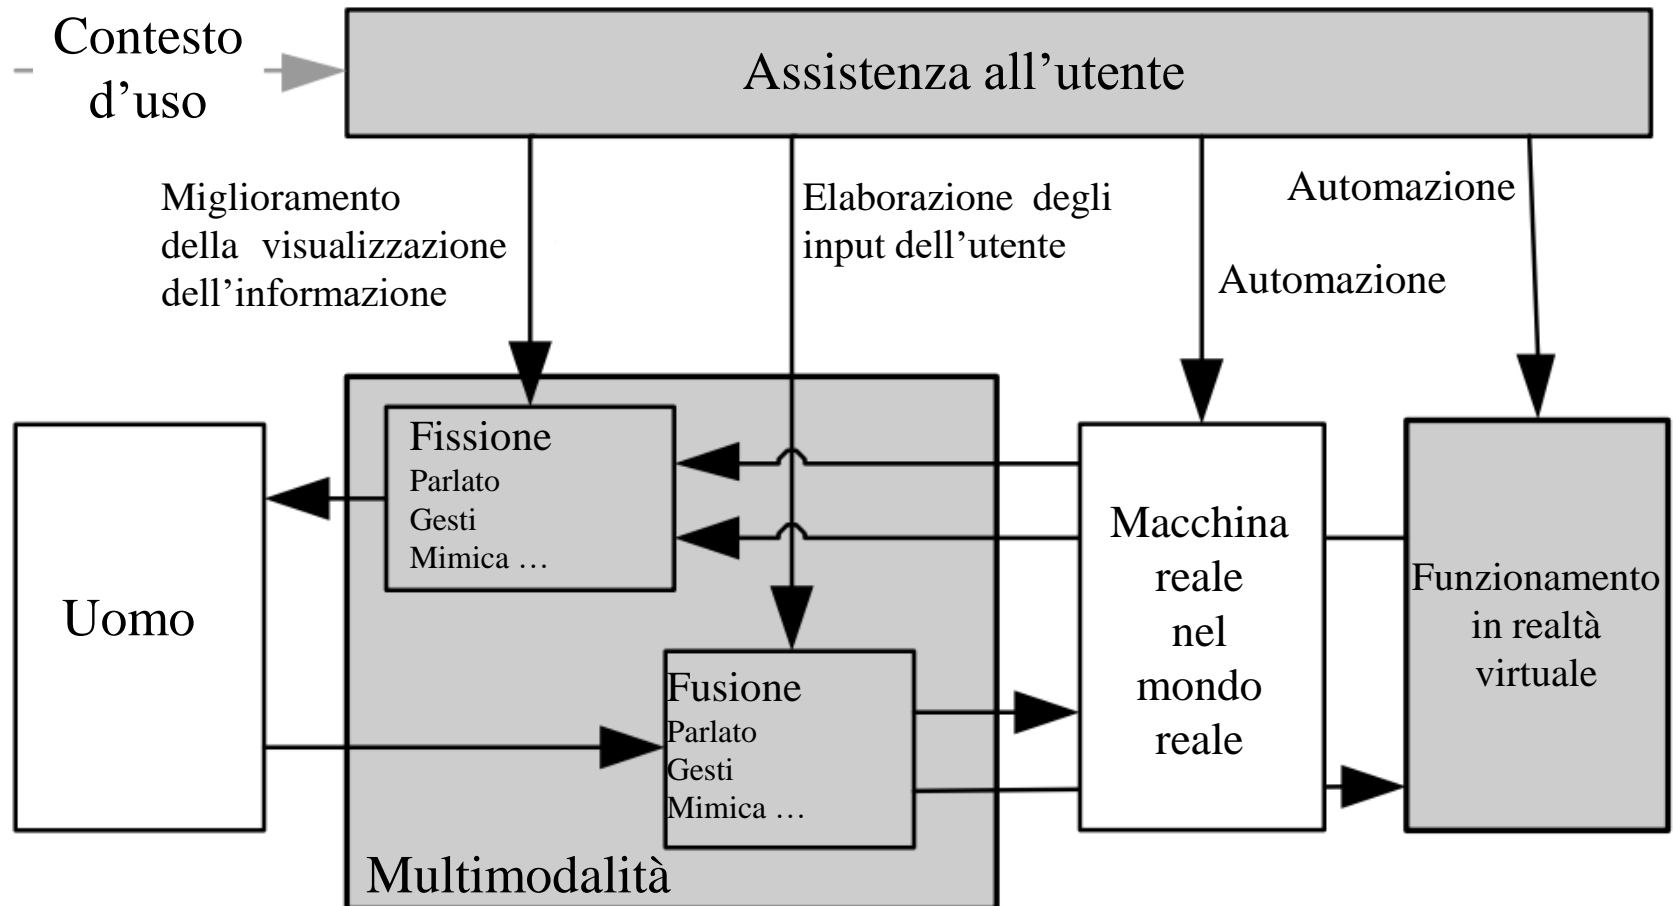 Contesto
d’uso
Assistenza all’utente
Miglioramento
della visualizzazione
dell’informazione
Elaborazione degli
input dell’utente
Automazione
Automazione
Uomo
Fissione
Parlato
Gesti
Mimica …
Fusione
Parlato
Gesti
Mimica …
Multimodalità
Macchina
reale
nel
mondo
reale
Funzionamento
in realtà
virtuale